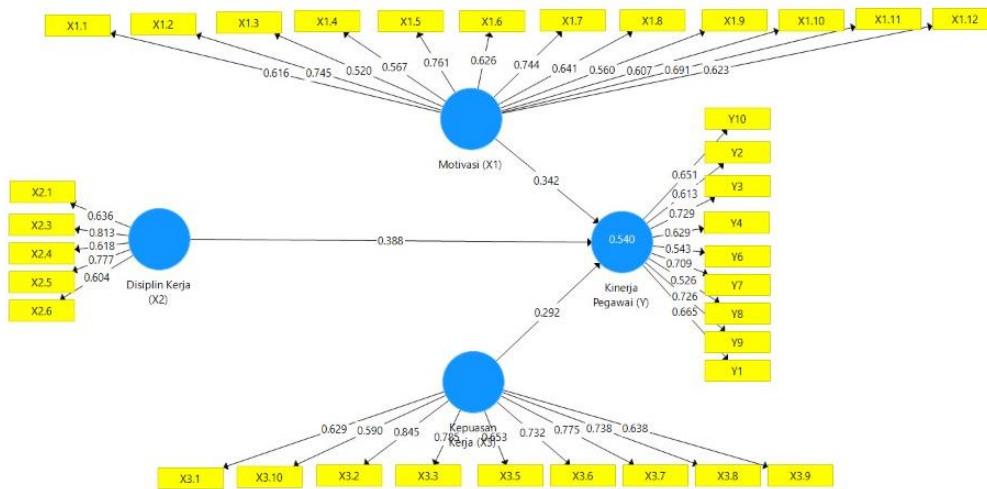 X1.1
X1.2
X1.3
X1.4
X1.5
X1.6
X1.7
X1.8
X1.9
X1.10
X1.11
X1.12
0.616
0.745
0.520
0.567
0.761
0.626
0.744
0.641
0.560
0.607
0.691
0.623
Motivasi (X1)
0.342
X2.1
X2.3
X2.4
X2.5
X2.6
0.636
0.813
0.618
0.777
0.604
Disiplin Kerja
(X2)
0.388
0.540
Kinerja
Pegawai (Y)
0.651
0.613
0.729
0.629
0.543
0.709
0.526
0.726
0.665
Y10
Y2
Y3
Y4
Y6
Y7
Y8
Y9
Y1
0.292
Kepuasan
Kerja (X3)
0.629
0.590
0.845
0.785
0.653
0.732
0.775
0.738
0.638
X3.1
X3.10
X3.2
X3.3
X3.5
X3.6
X3.7
X3.8
X3.9